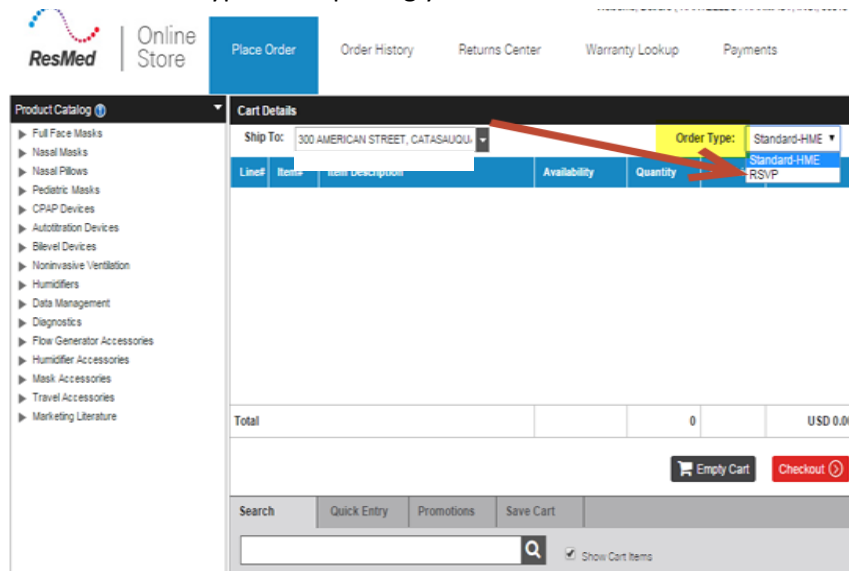 ResMed
Online
Store
Place Order
Order History
Returns Center
Warranty Lookup
Payments
Product Catalog
Full Face Masks
Nasal Masks
Nasal Pillows
Pediatric Masks
CPAP Devices
Autotitration Devices
Bilevel Devices
Noninvasive Ventilation
Humidifiers
Data Management
Diagnostics
Flow Generator Accessories
Humidifier Accessories
Mask Accessories
Travel Accessories
Marketing Literature
Cart Details
Ship To: 300 AMERICAN STREET, CATASAUQU
Order Type: Standard-HME
Standard-HME
RSVP
Line# Item# Item Description Availability Quantity
Total 0 USD 0.00
Empty Cart
Checkout
Search Quick Entry Promotions Save Cart
Show Cart Items